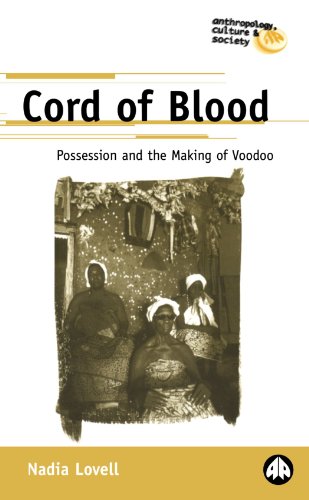 anthropology,
culture &
society
Cord of Blood
Possession and the Making of Voodoo
Nadia Lovell